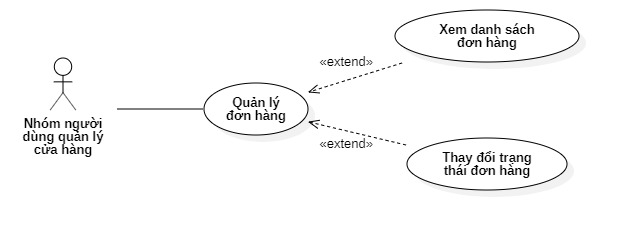 Xem danh sách
đơn hàng
«extend»
Quản lý
đơn hàng
Nhóm người
dùng quản lý
cửa hàng
«extend»
Thay đổi trạng
thái đơn hàng